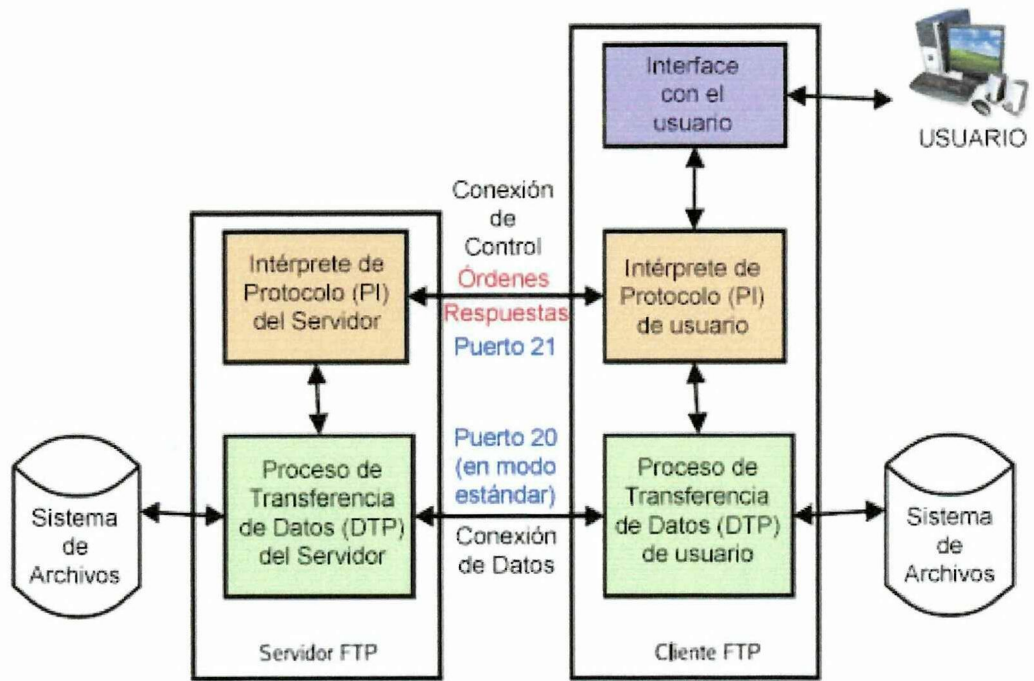 Interface
con el
usuario
USUARIO
Conexión
de
Control
Órdenes
Respuestas
Puerto 21
Intérprete de
Protocolo (PI)
del Servidor
Intérprete de
Protocolo (PI)
de usuario
Puerto 20
(en modo
estándar)
Conexión
de Datos
Sistema
de
Archivos
Proceso de
Transferencia
de Datos (DTP)
del Servidor
Proceso de
Transferencia
de Datos (DTP)
de usuario
Sistema
de
Archivos
Servidor FTP
Cliente FTP